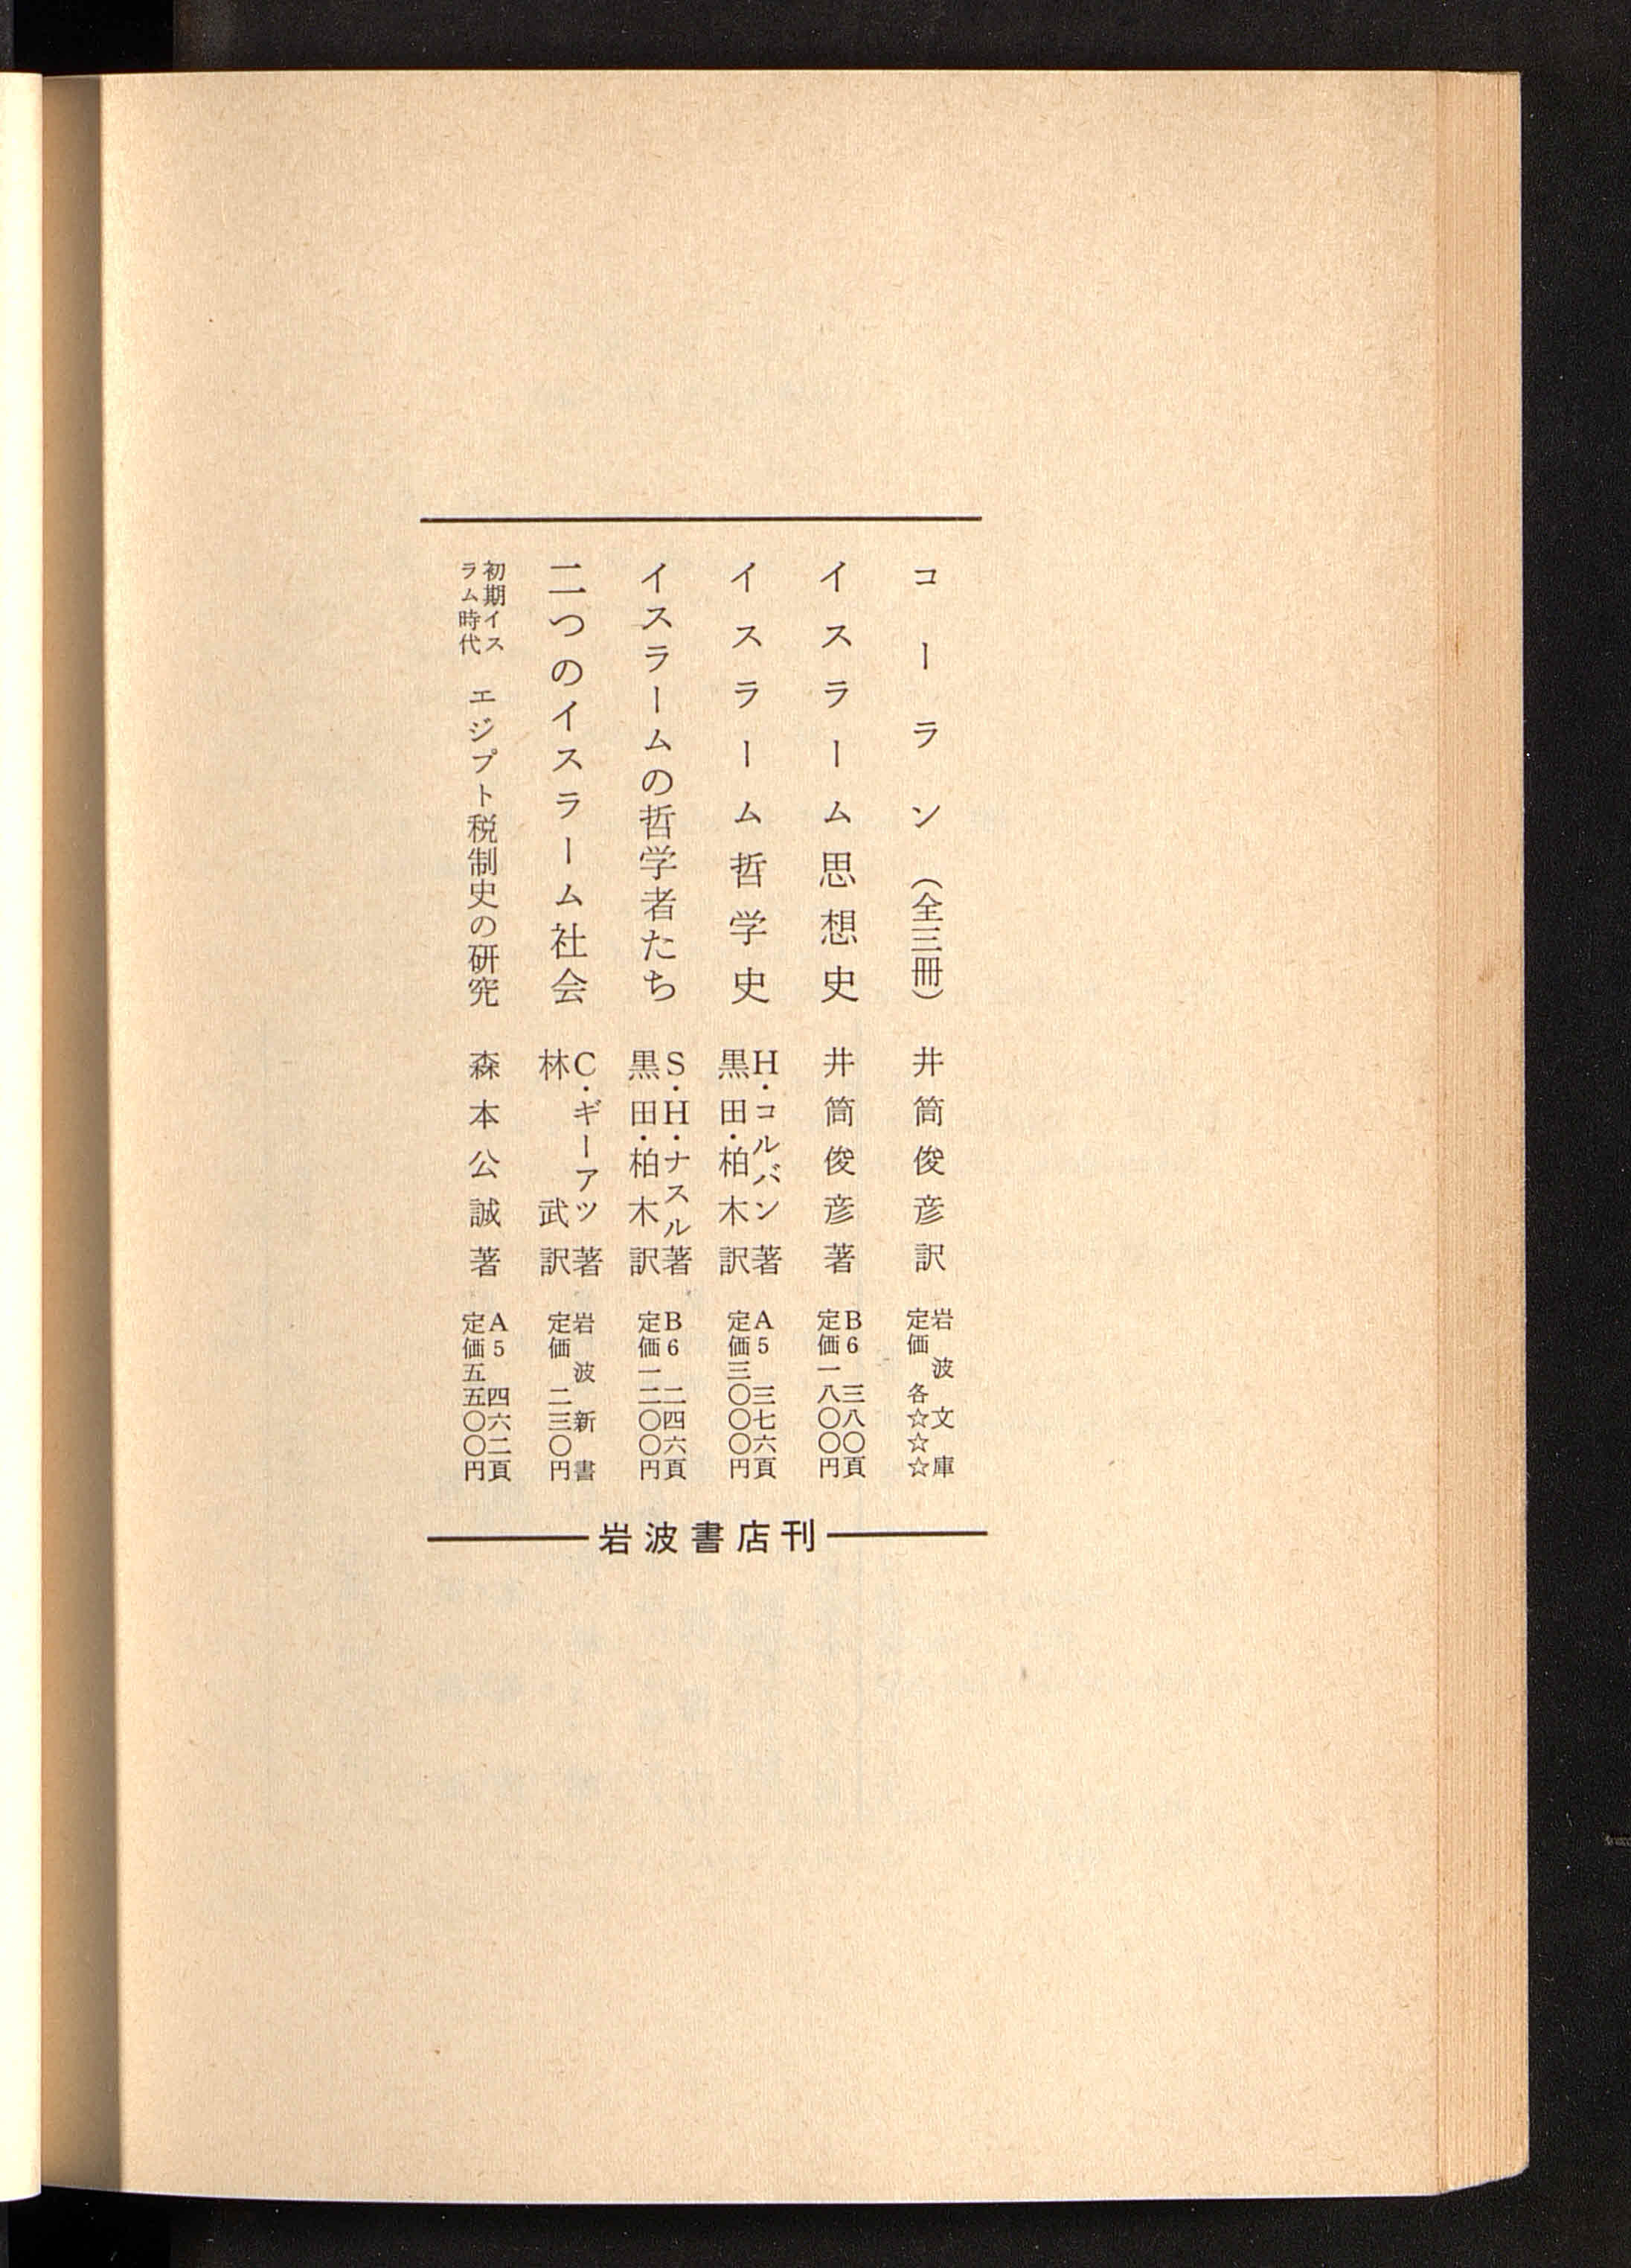 コーラン(全三冊) 井筒俊彦訳 岩波文庫 定価各☆☆☆
イスラーム思想史 井筒俊彦著 B6 三八〇頁 定価一八〇〇円
イスラーム哲学史 H・コルバン著 黒田・柏木訳 A5 三七六頁 定価三〇〇〇円
イスラームの哲学者たち S・H・ナスル著 黒田・柏木訳 B6 二四六頁 定価一二〇〇円
二つのイスラーム社会 C・ギーアツ著 林武訳 岩波新書 定価二三〇円
初期イスラム時代 エジプト税制史の研究 森本公誠著 A5 四六二頁 定価五五〇〇円
岩波書店刊